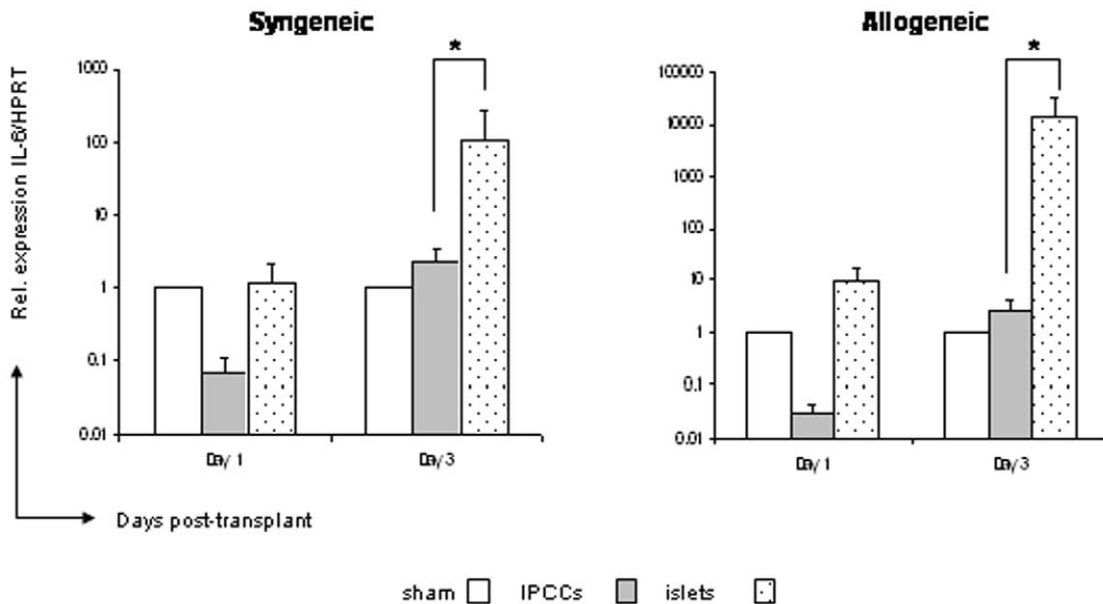 Syngeneic
Allogeneic
Rel. expression IL-6/HPRT
*
1000
100
10
1
0.1
0.01
Day 1
Day 3
*
100000
10000
1000
100
10
1
0.1
0.01
Day 1
Day 3
Days post-transplant
sham IPCCs islets